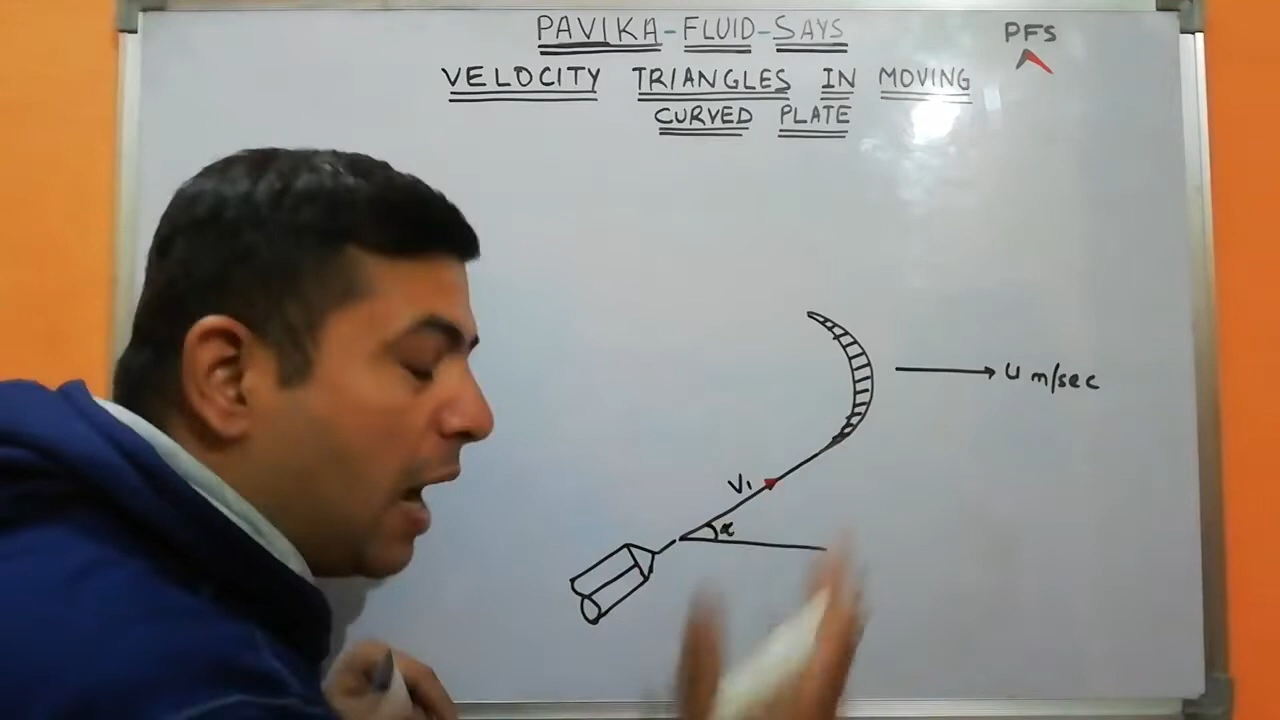 PAVIKA-FLUID-SAYS
PFS
VELOCITY TRIANGLES IN MOVING
CURVED PLATE
U m/sec
V1
α